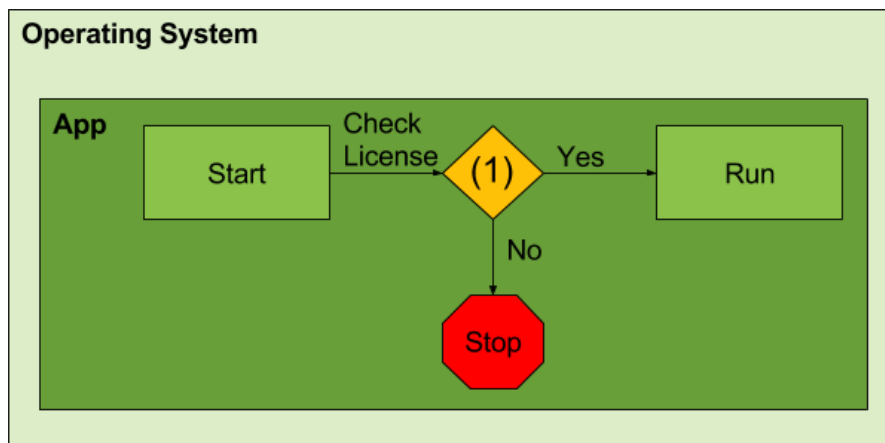 Operating System
App
Start
Check
License
(1)
Yes
Run
No
Stop